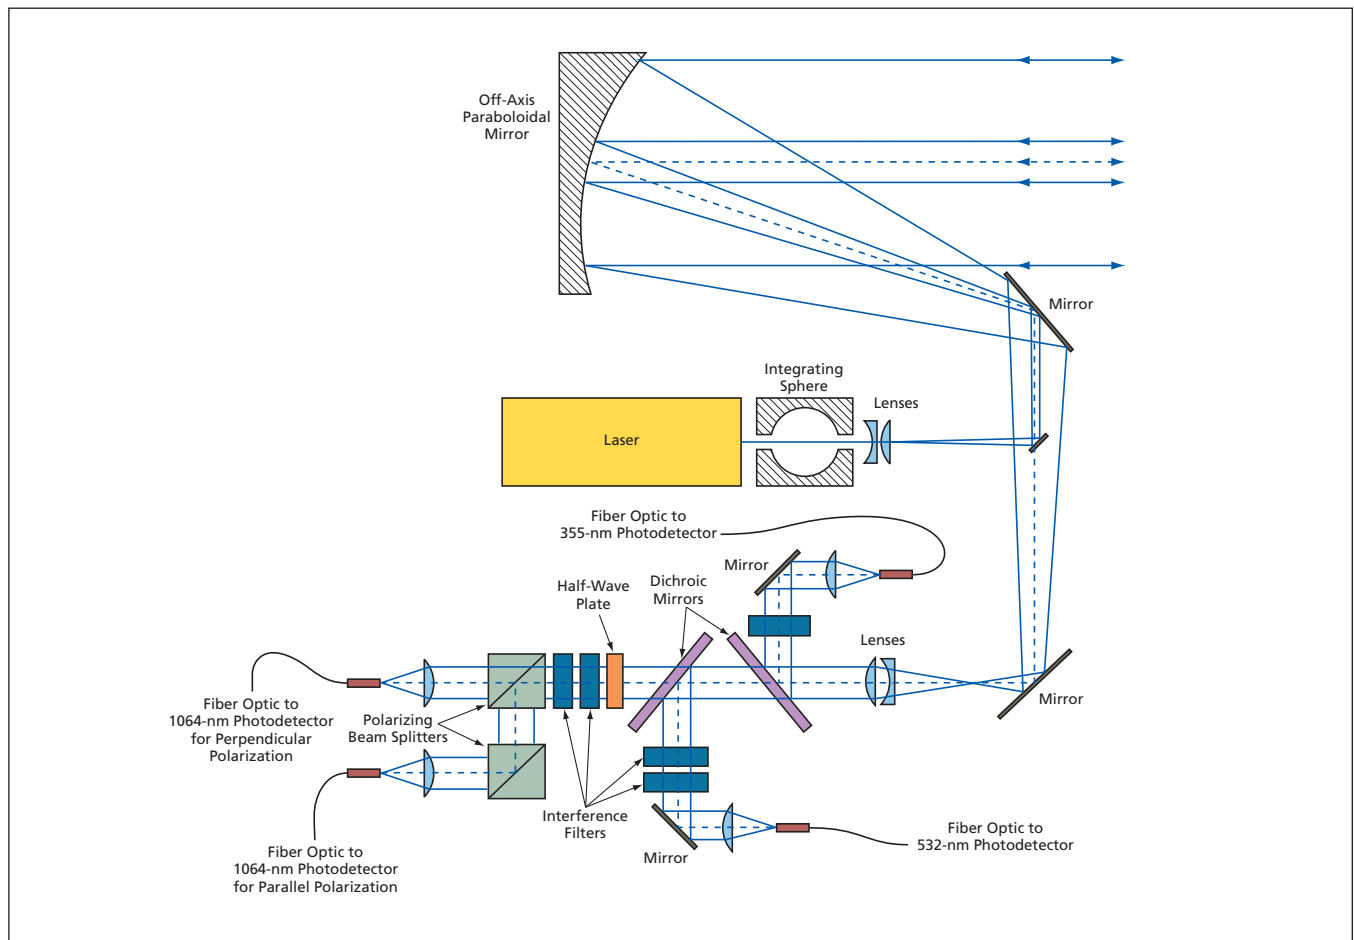 Off-Axis
Paraboloidal
Mirror
Mirror
Integrating
Sphere
Lenses
Laser
Fiber Optic to
355-nm Photodetector
Mirror
Dichroic
Mirrors
Half-Wave
Plate
Lenses
Mirror
Fiber Optic to
1064-nm Photodetector
for Perpendicular
Polarization
Polarizing
Beam Splitters
Interference
Filters
Mirror
Fiber Optic to
532-nm Photodetector
Fiber Optic to
1064-nm Photodetector
for Parallel Polarization